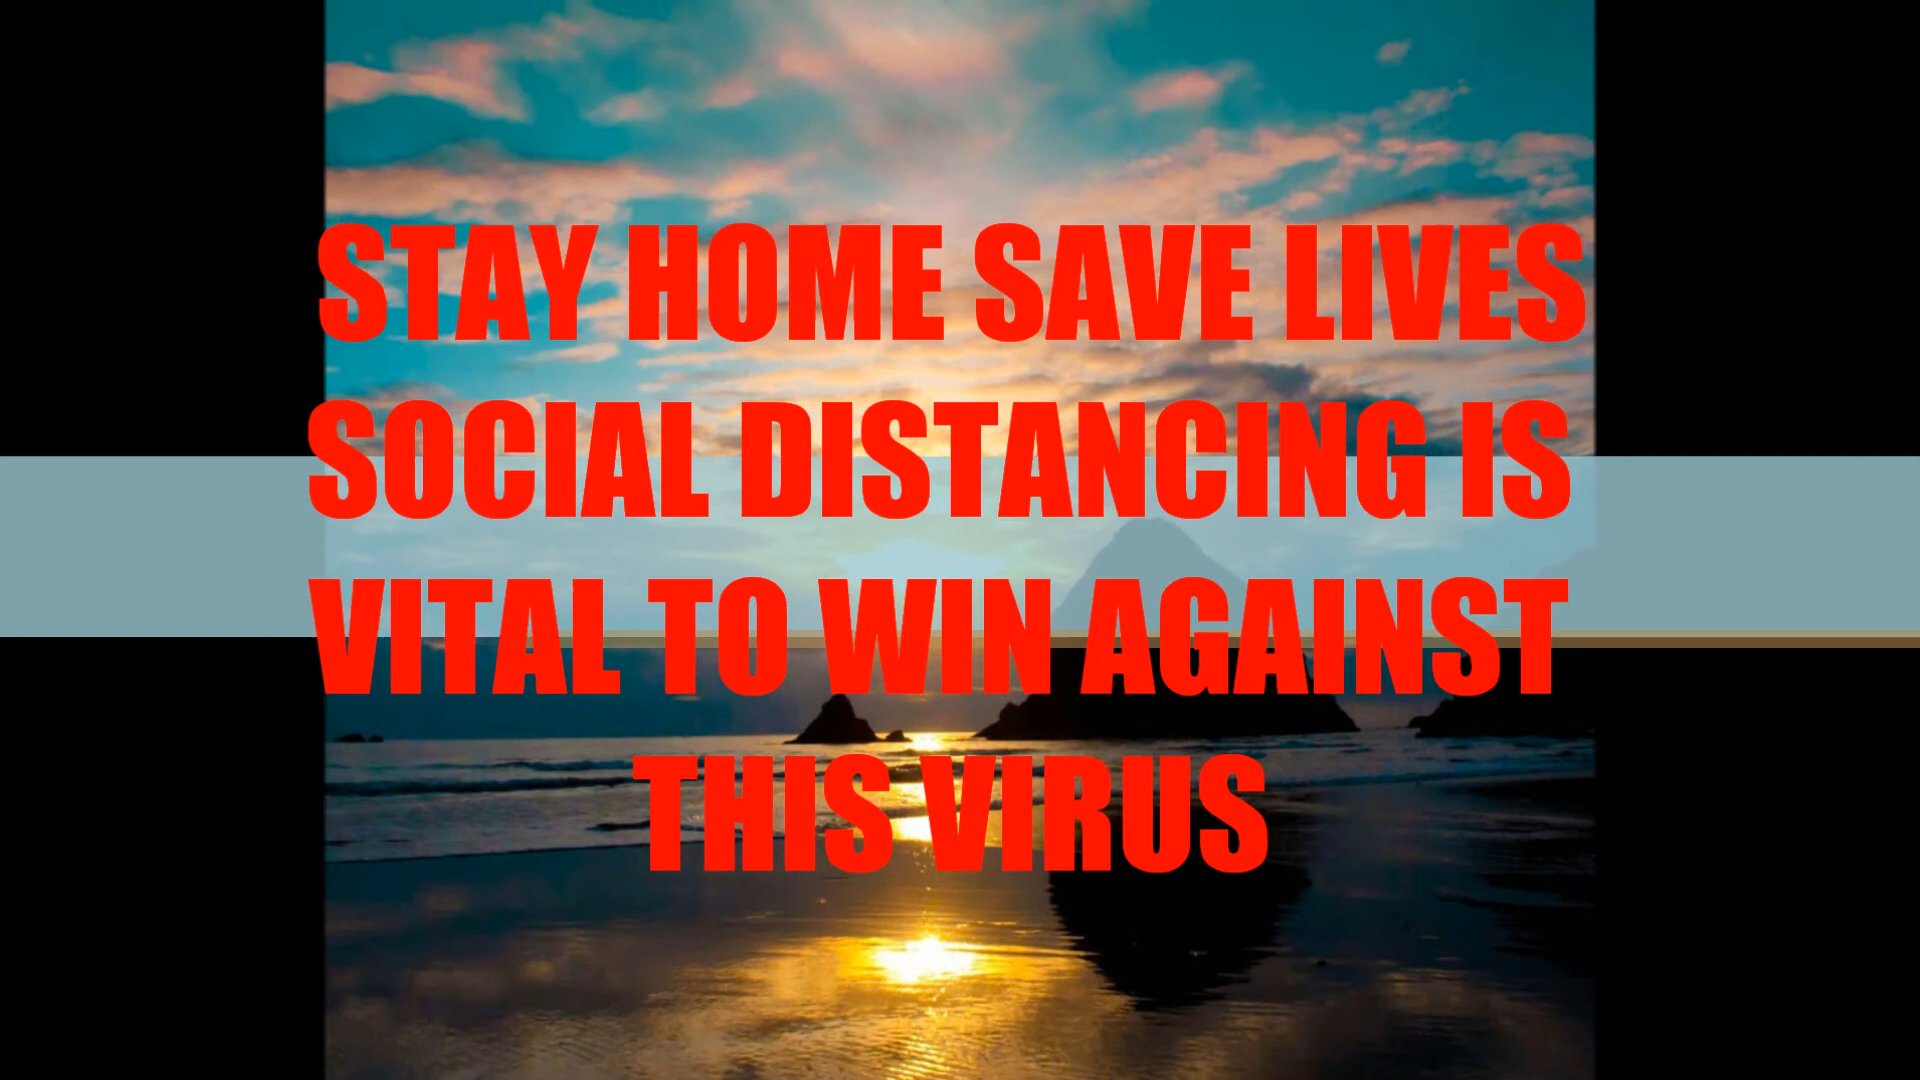 STAY HOME SAVE LIVES
SOCIAL DISTANCING IS
VITAL TO WIN AGAINST
THIS VIRUS